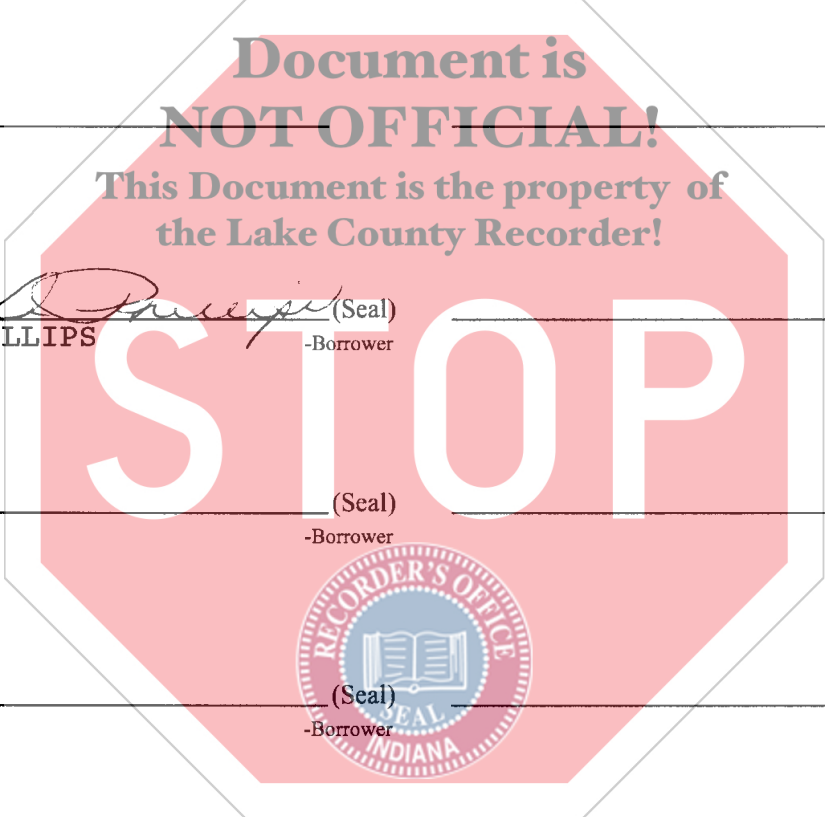 Document is
NOT OFFICIAL!
This Document is the property of
the Lake County Recorder!
Phillips (Seal)
LLIPS -Borrower
STOP
(Seal)
-Borrower
RECORDER'S OFFICE
(Seal)
SEAL
-Borrower
INDIANA